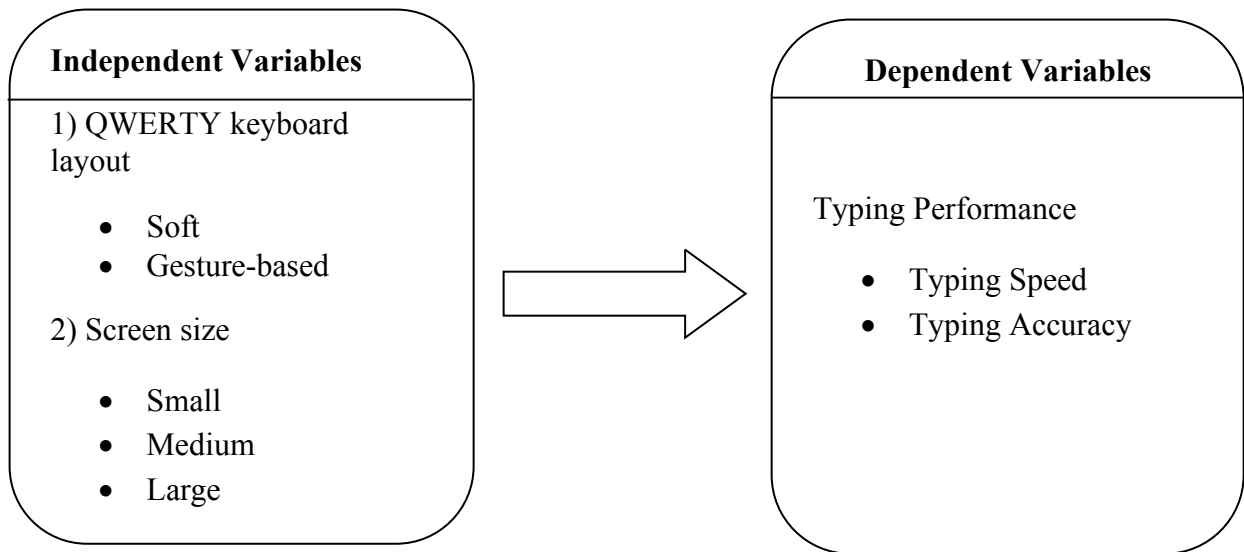 Independent Variables
1) QWERTY keyboard
layout
• Soft
• Gesture-based
2) Screen size
• Small
• Medium
• Large
Dependent Variables
Typing Performance
• Typing Speed
• Typing Accuracy